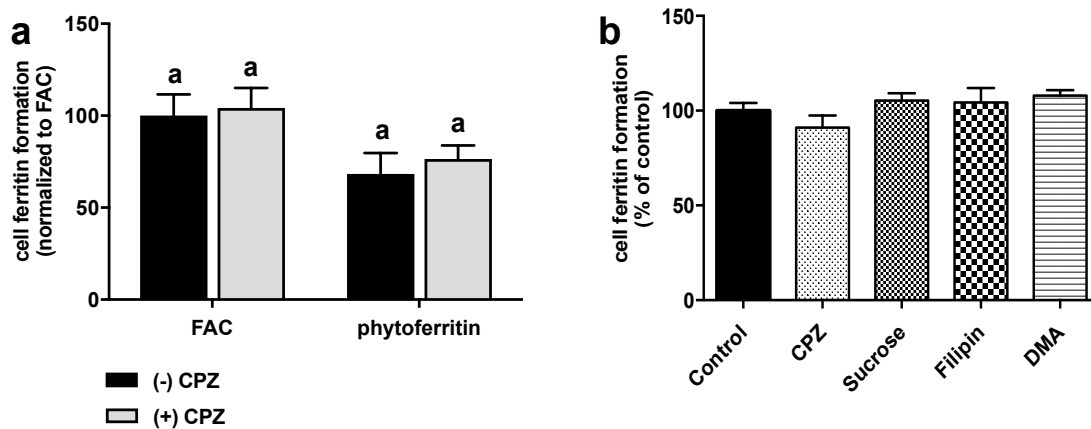 a
cell ferritin formation
(normalized to FAC)
150
100
50
0
a a
a a
FAC phytoferritin
(-) CPZ
(+) CPZ
b
cell ferritin formation
(% of control)
150
100
50
0
Control CPZ Sucrose Filipin DMA